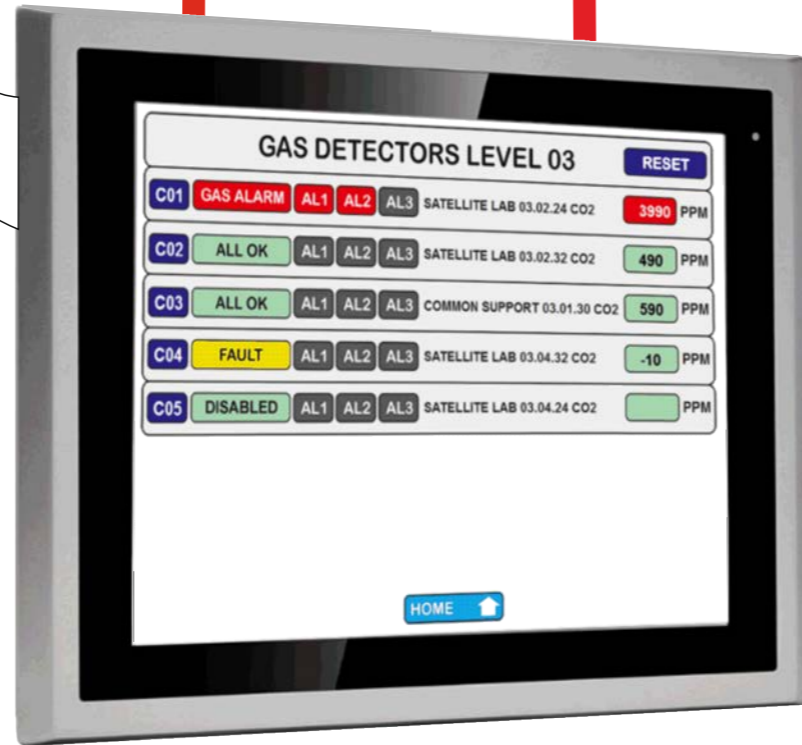 GAS DETECTORS LEVEL 03 RESET
C01 GAS ALARM AL1 AL2 AL3 SATELLITE LAB 03.02.24 CO2 3990 PPM
C02 ALL OK AL1 AL2 AL3 SATELLITE LAB 03.02.32 CO2 490 PPM
C03 ALL OK AL1 AL2 AL3 COMMON SUPPORT 03.01.30 CO2 590 PPM
C04 FAULT AL1 AL2 AL3 SATELLITE LAB 03.04.32 CO2 -10 PPM
C05 DISABLED AL1 AL2 AL3 SATELLITE LAB 03.04.24 CO2 PPM
HOME